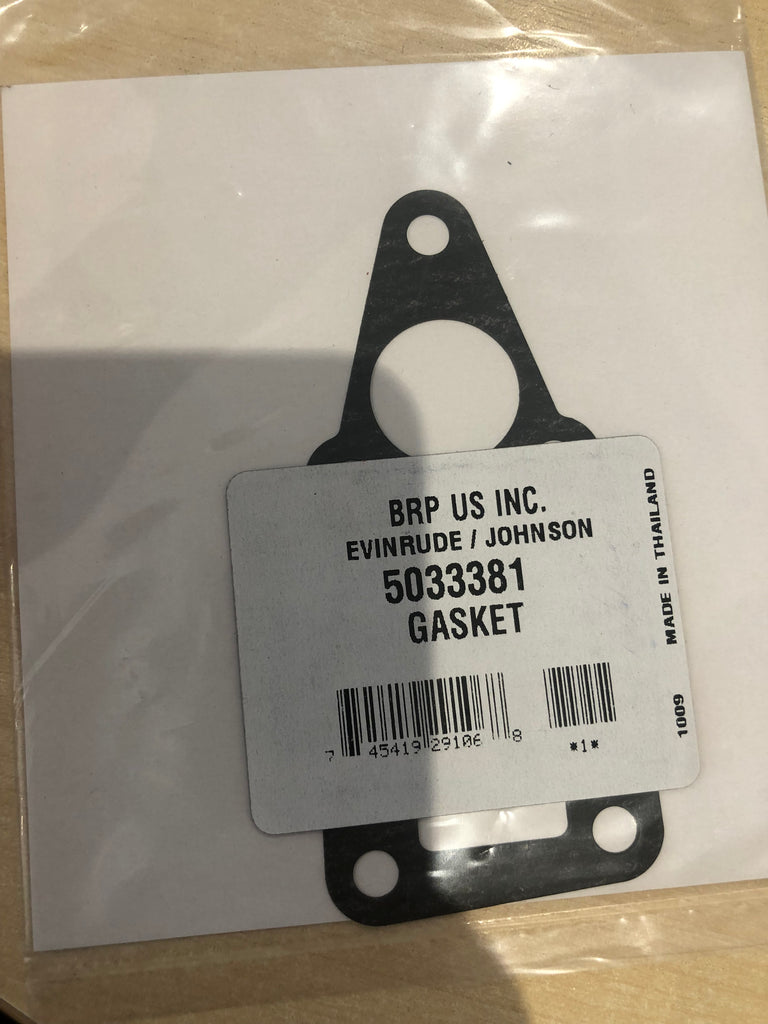 BRP US INC.
EVINRUDE / JOHNSON
5033381
GASKET
7 45419 29106 8
*1*
MADE IN THAILAND
1009